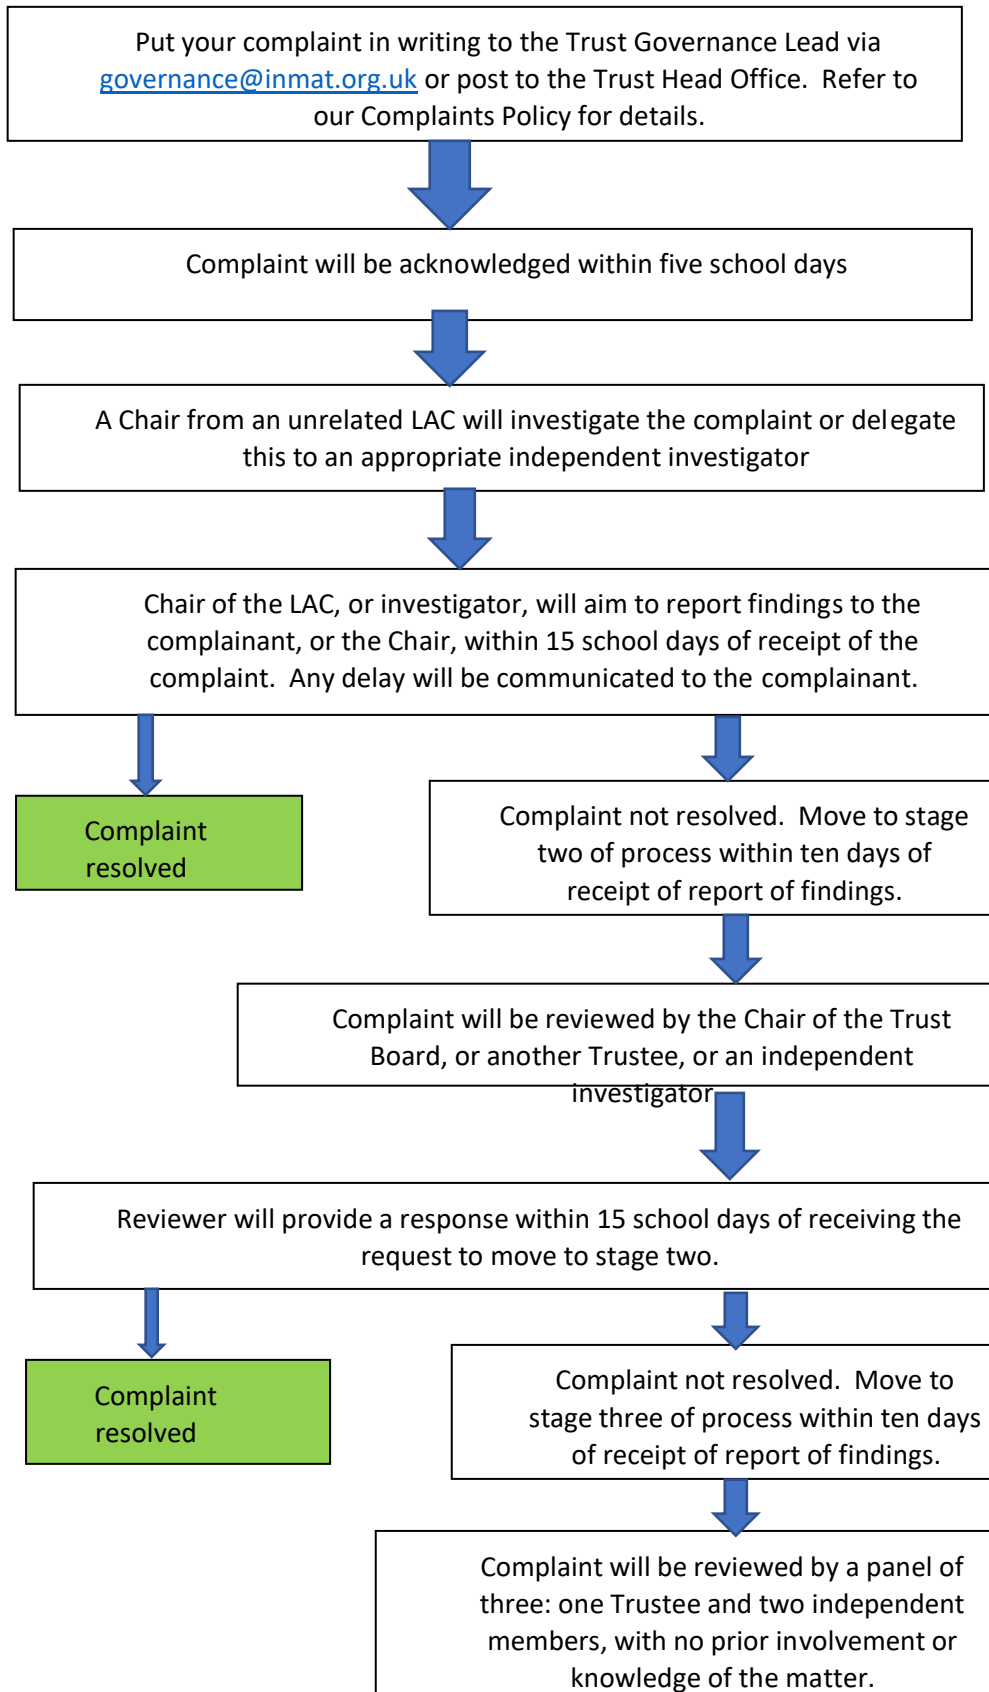 Put your complaint in writing to the Trust Governance Lead via
governance@inmat.org.uk or post to the Trust Head Office.  Refer to
our Complaints Policy for details.
Complaint will be acknowledged within five school days
A Chair from an unrelated LAC will investigate the complaint or delegate
this to an appropriate independent investigator
Chair of the LAC, or investigator, will aim to report findings to the
complainant, or the Chair, within 15 school days of receipt of the
complaint.  Any delay will be communicated to the complainant.
Complaint
resolved
Complaint not resolved.  Move to stage
two of process within ten days of
receipt of report of findings.
Complaint will be reviewed by the Chair of the Trust
Board, or another Trustee, or an independent
investigator
Reviewer will provide a response within 15 school days of receiving the
request to move to stage two.
Complaint
resolved
Complaint not resolved.  Move to
stage three of process within ten days
of receipt of report of findings.
Complaint will be reviewed by a panel of
three: one Trustee and two independent
members, with no prior involvement or
knowledge of the matter.